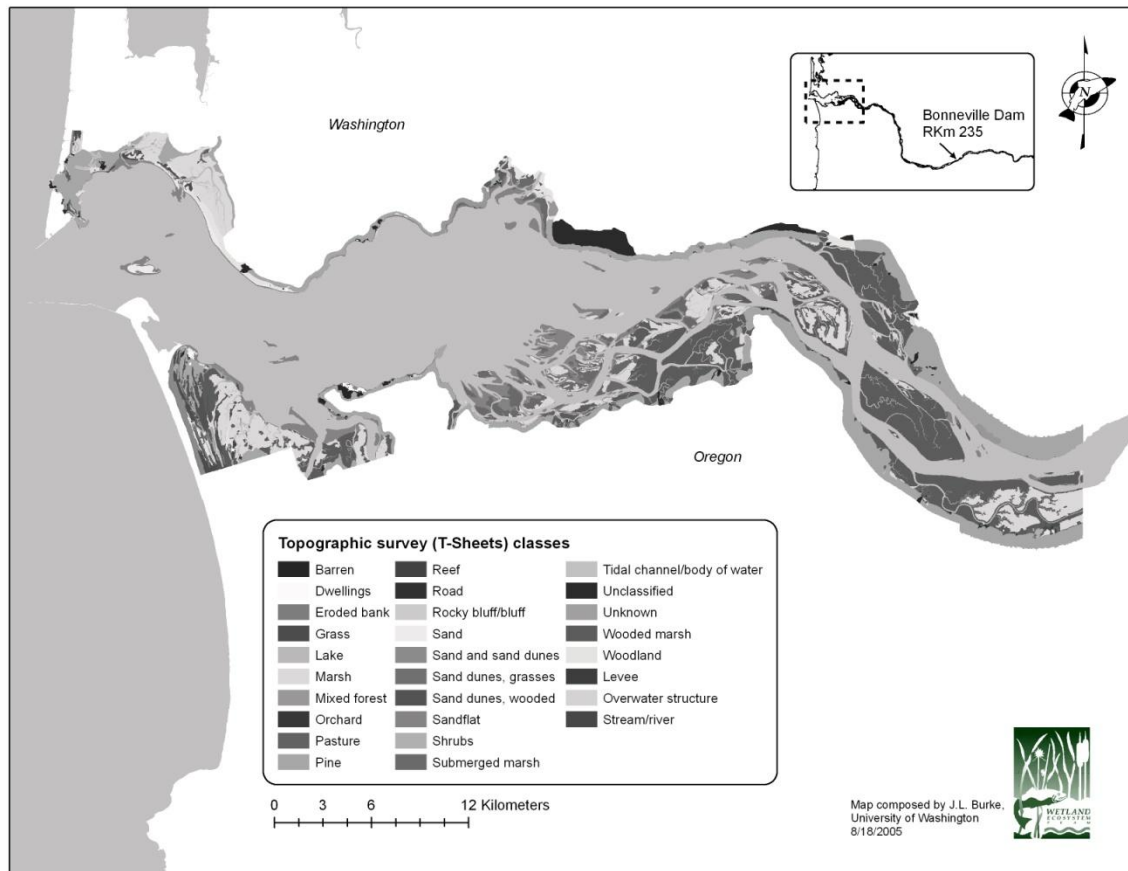 Washington
N
Bonneville Dam
RKm 235
Oregon
Topographic survey (T-Sheets) classes
Barren
Dwellings
Eroded bank
Grass
Lake
Marsh
Mixed forest
Orchard
Pasture
Pine
Reef
Road
Rocky bluff/bluff
Sand
Sand and sand dunes
Sand dunes, grasses
Sand dunes, wooded
Sandflat
Shrubs
Submerged marsh
Tidal channel/body of water
Unclassified
Unknown
Wooded marsh
Woodland
Levee
Overwater structure
Stream/river
0 3 6 12 Kilometers
Map composed by J.L. Burke,
University of Washington
8/18/2005
WETLAND
ECOSYSTEM
TEAM